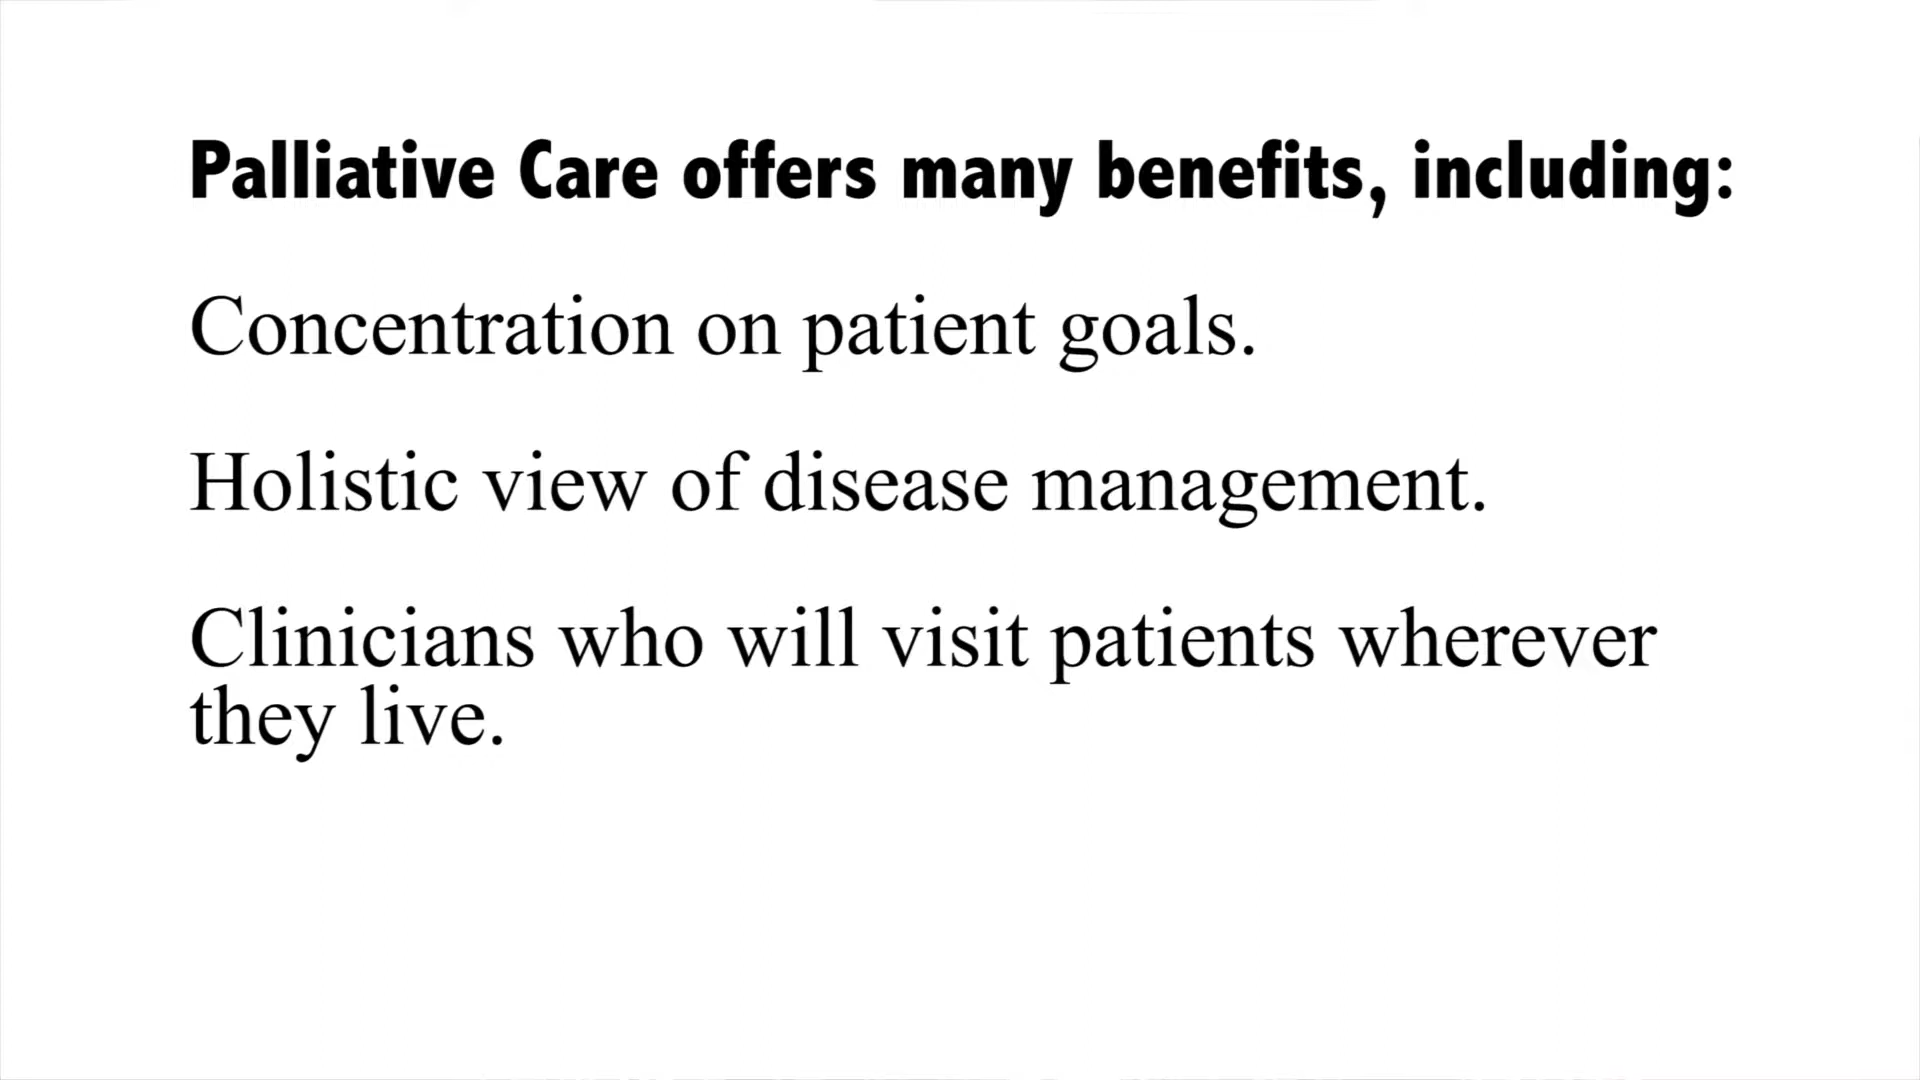 Palliative Care offers many benefits, including:
Concentration on patient goals.
Holistic view of disease management.
Clinicians who will visit patients wherever
they live.